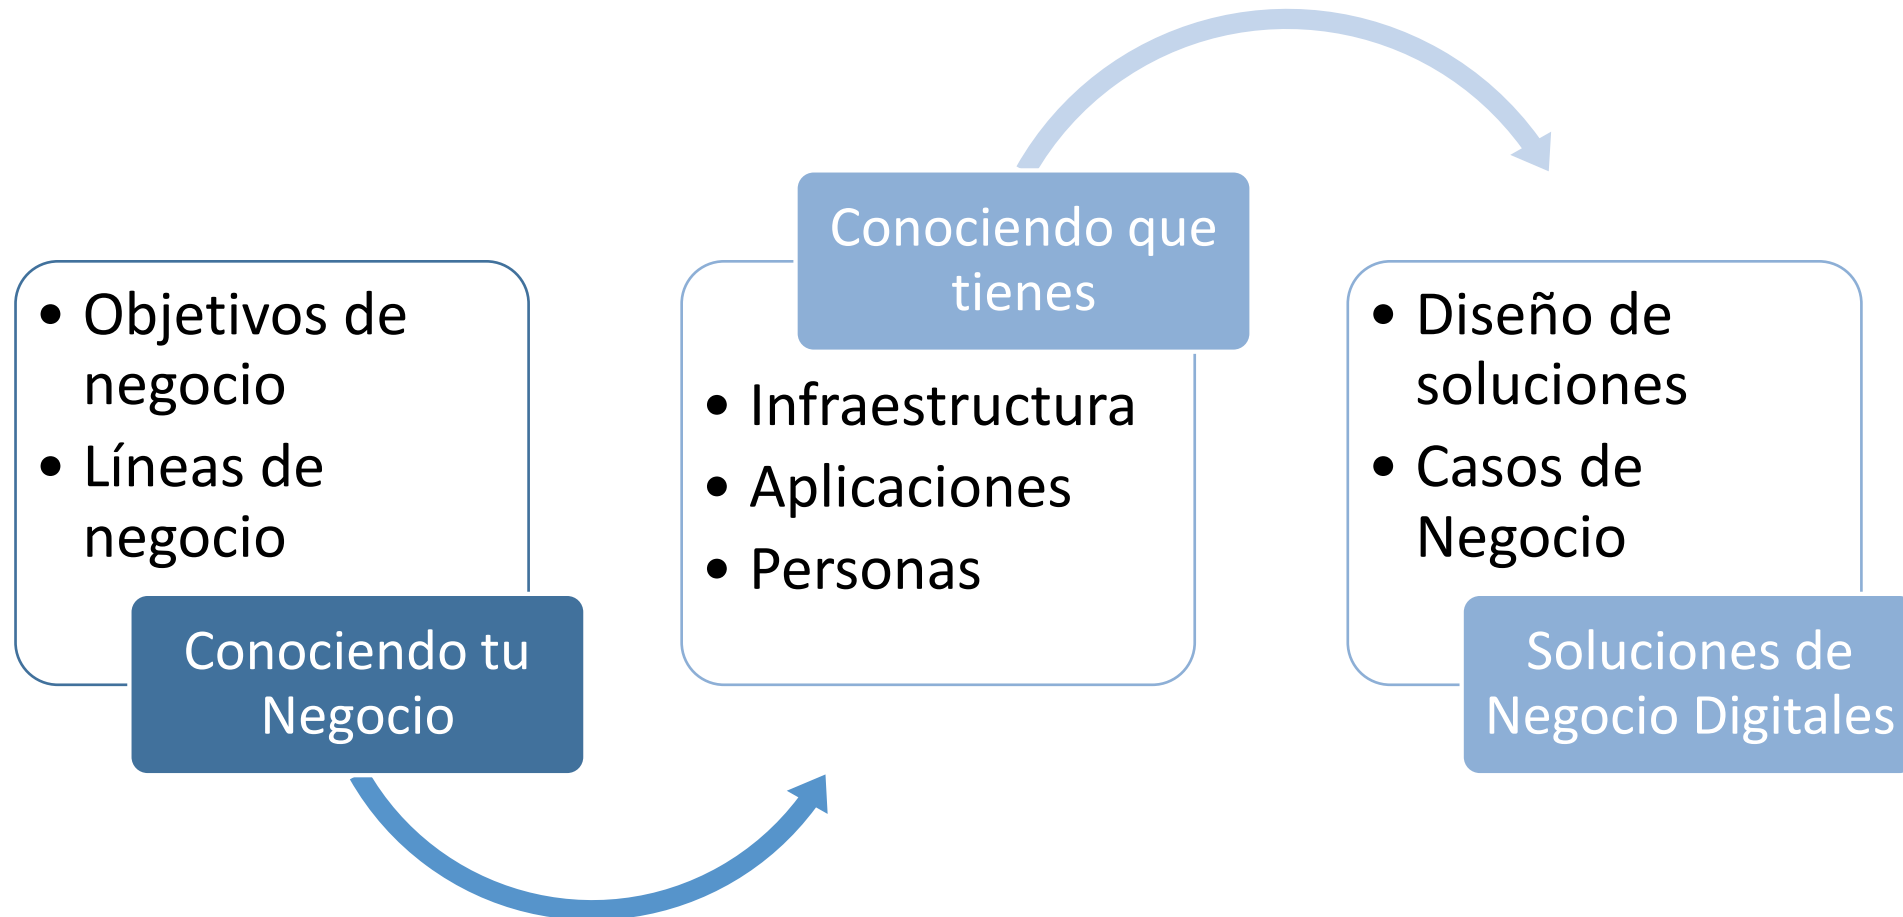 • Objetivos de
negocio
• Líneas de
negocio
Conociendo tu
Negocio
Conociendo que
tienes
• Infraestructura
• Aplicaciones
• Personas
• Diseño de
soluciones
• Casos de
Negocio
Soluciones de
Negocio Digitales